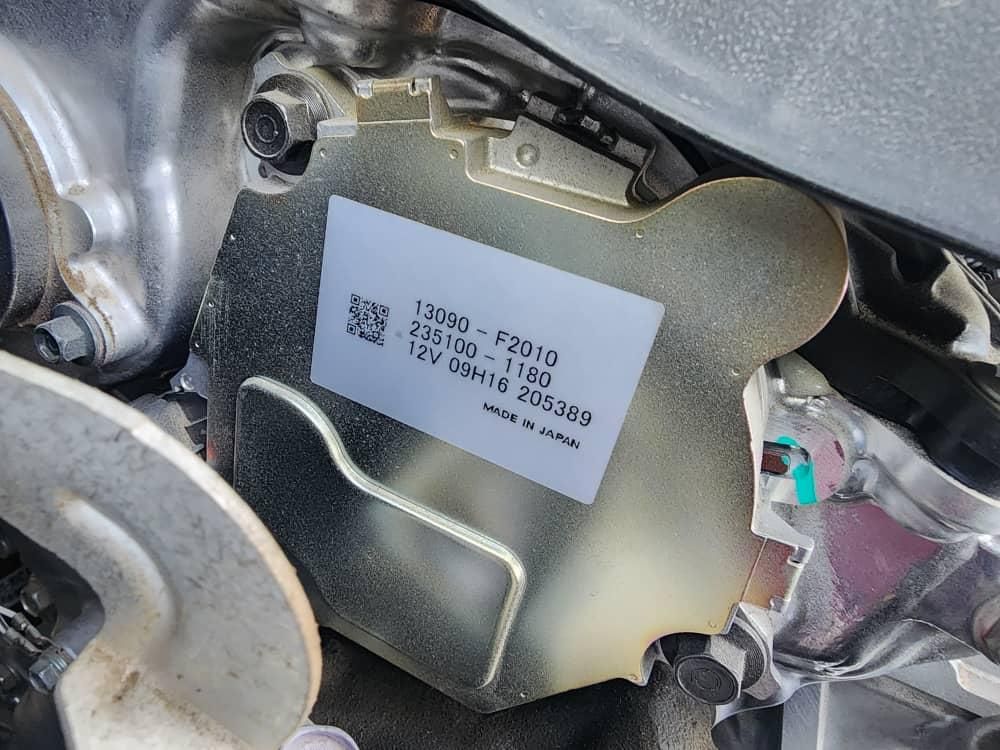 13090 - F2010
235100 - 1180
12V 09H16 205389
MADE IN JAPAN